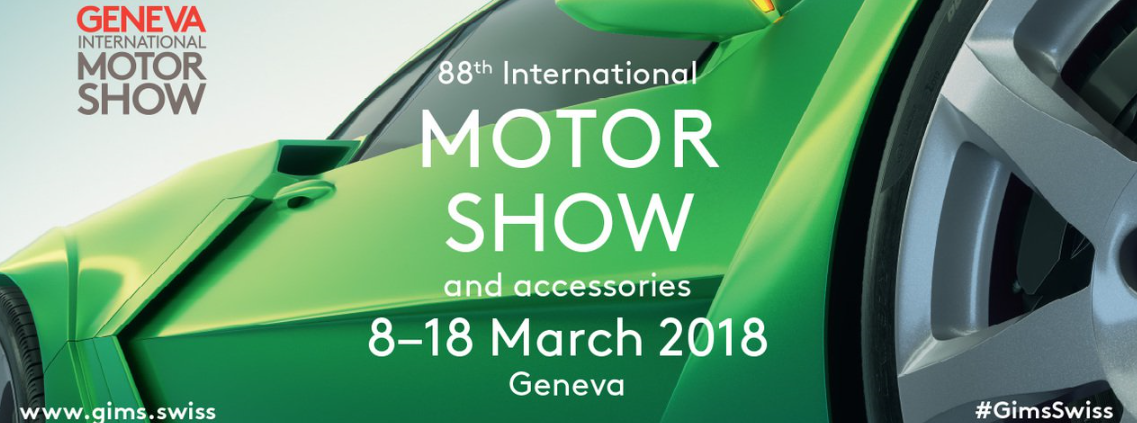 GENEVA
INTERNATIONAL
MOTOR
SHOW
88th International
MOTOR
SHOW
and accessories
8–18 March 2018
Geneva
www.gims.swiss
#GimsSwiss